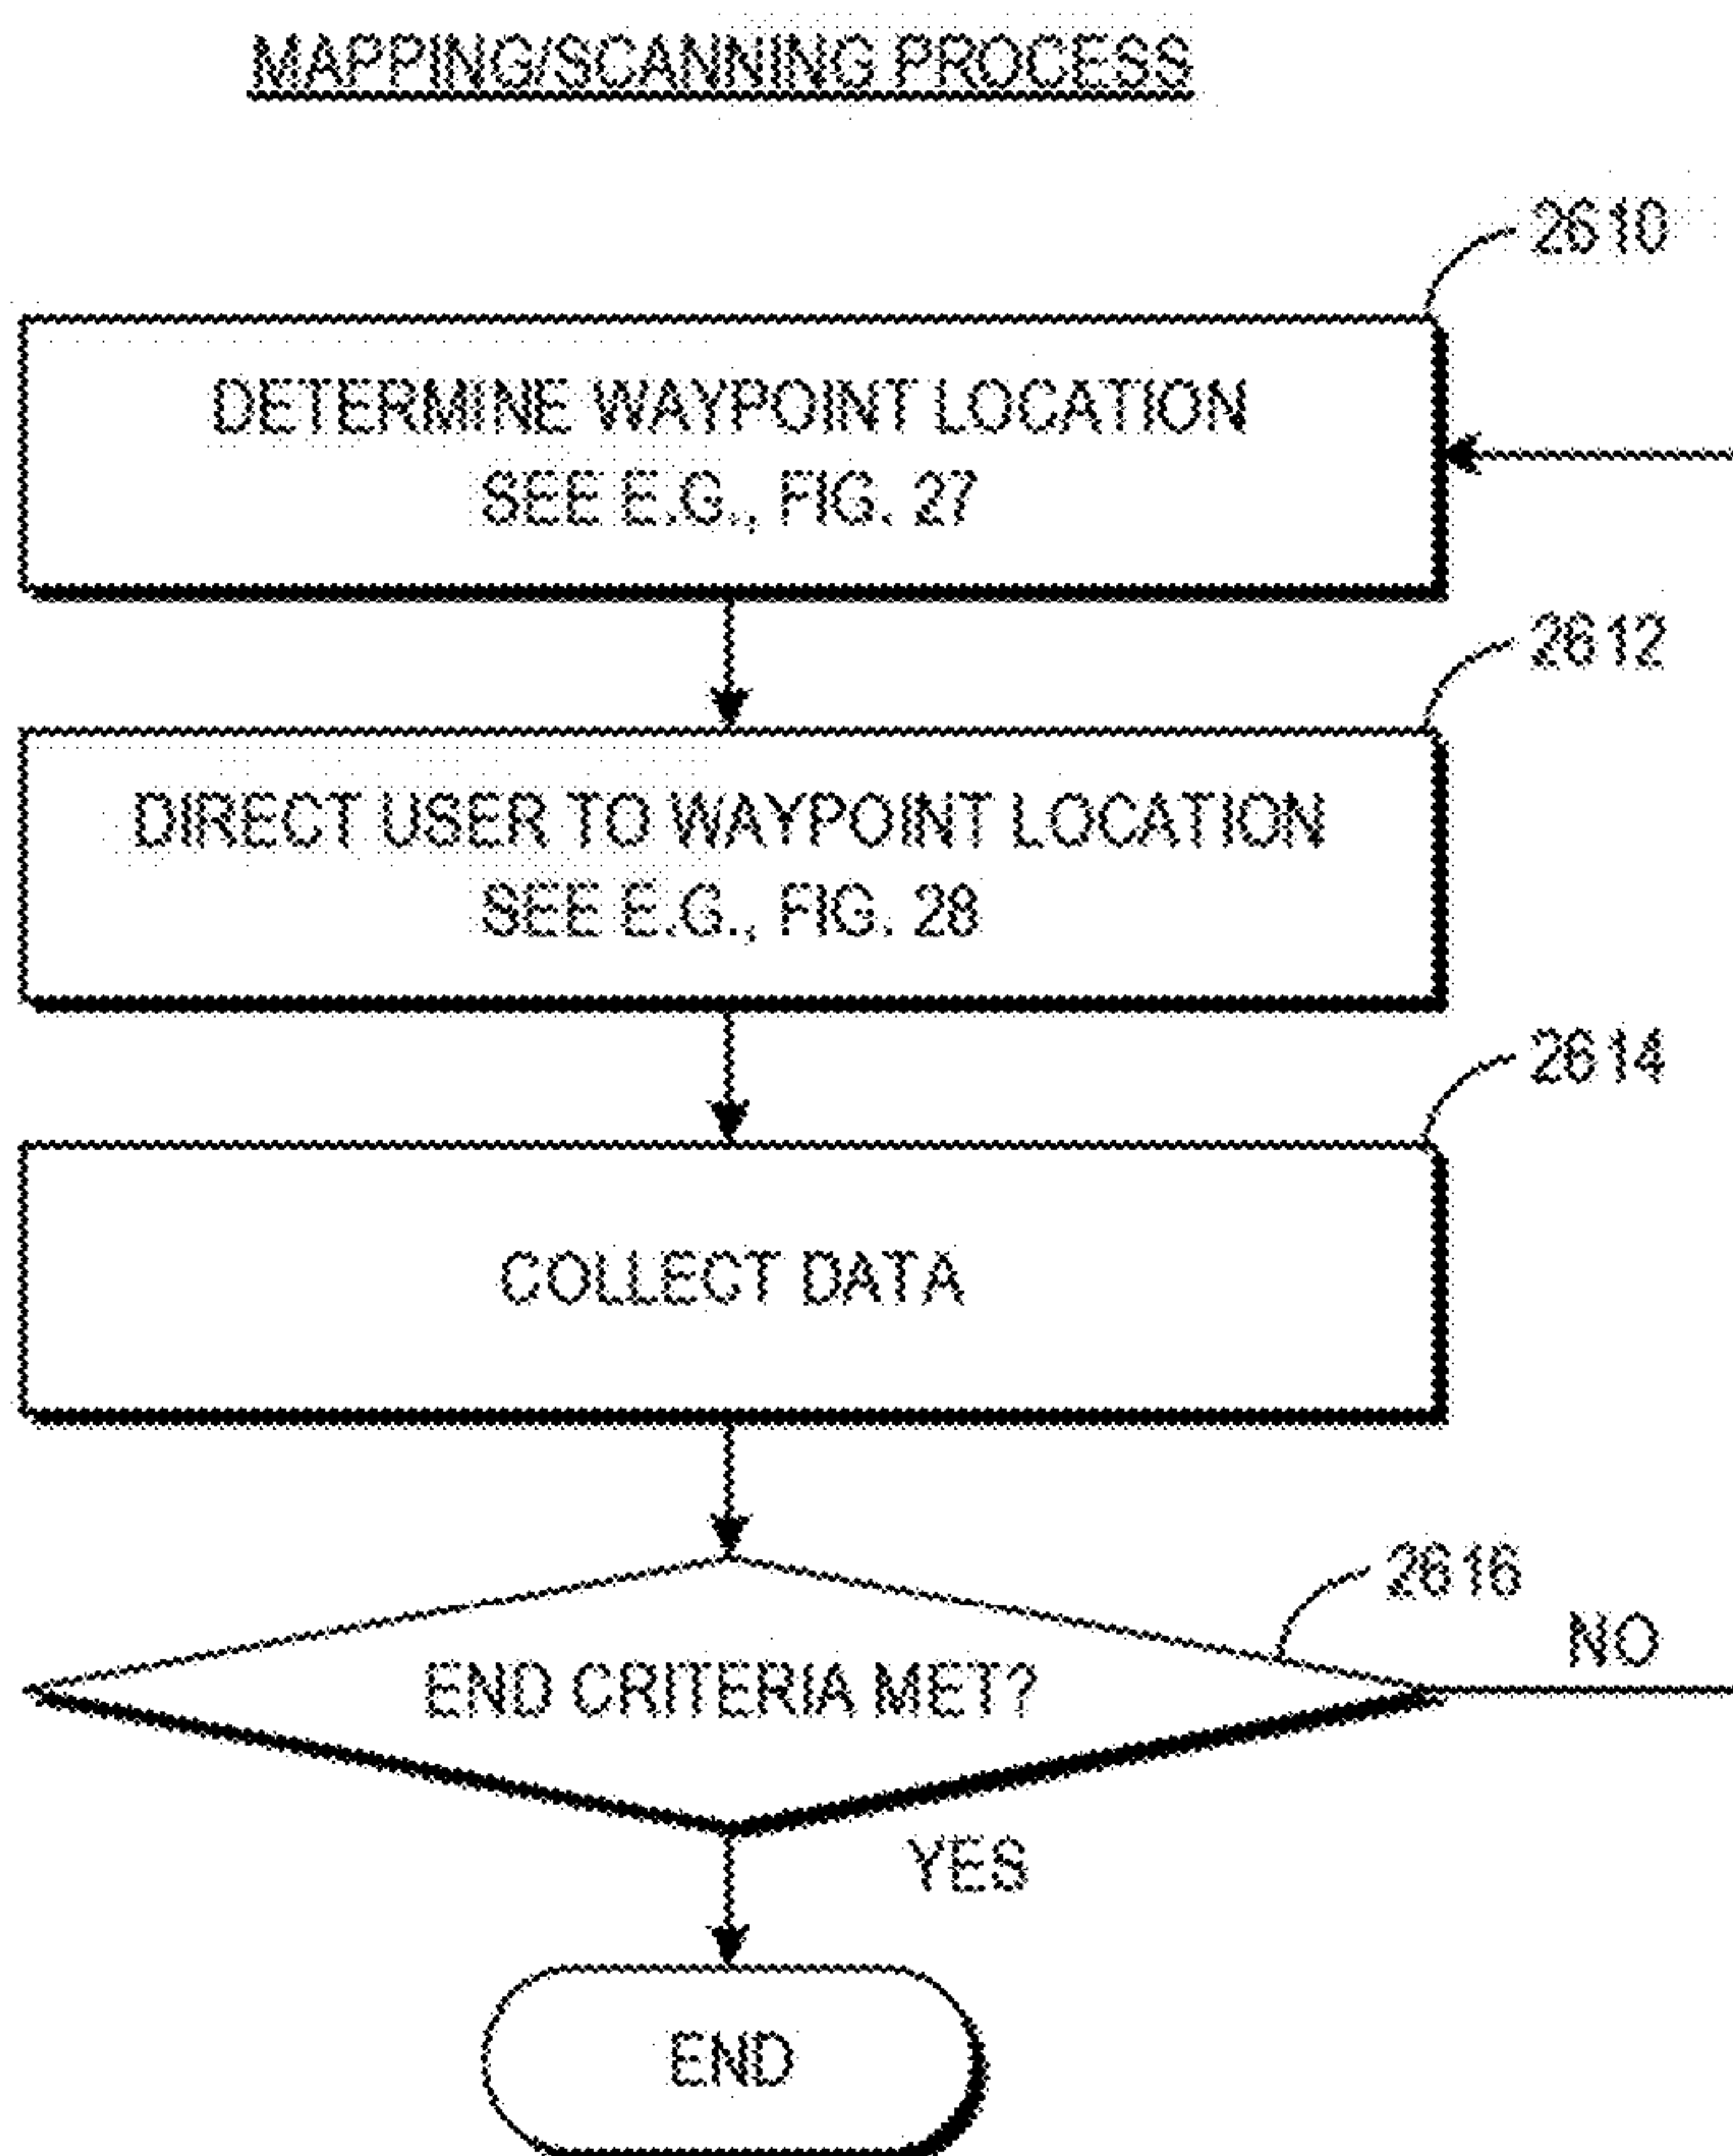 MAPPING/SCANNING PROCESS
2610
DETERMINE WAYPOINT LOCATION
SEE E.G., FIG. 27
2612
DIRECT USER TO WAYPOINT LOCATION
SEE E.G., FIG. 28
2614
COLLECT DATA
2616
NO
END CRITERIA MET?
YES
END